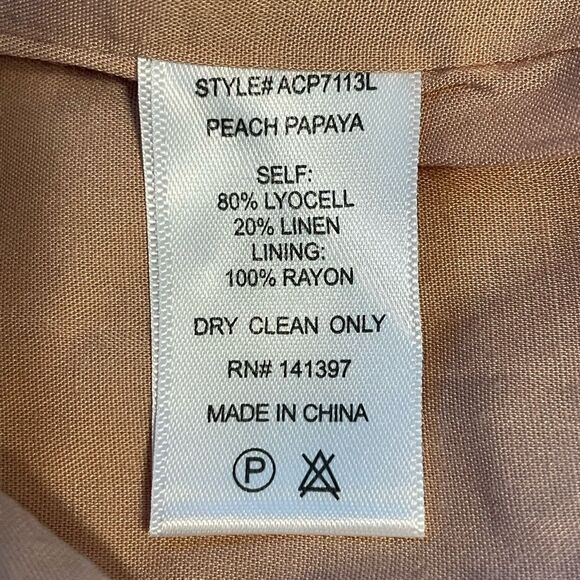 STYLE# ACP7113L
PEACH PAPAYA
SELF:
80% LYOCELL
20% LINEN
LINING:
100% RAYON
DRY CLEAN ONLY
RN# 141397
MADE IN CHINA
P